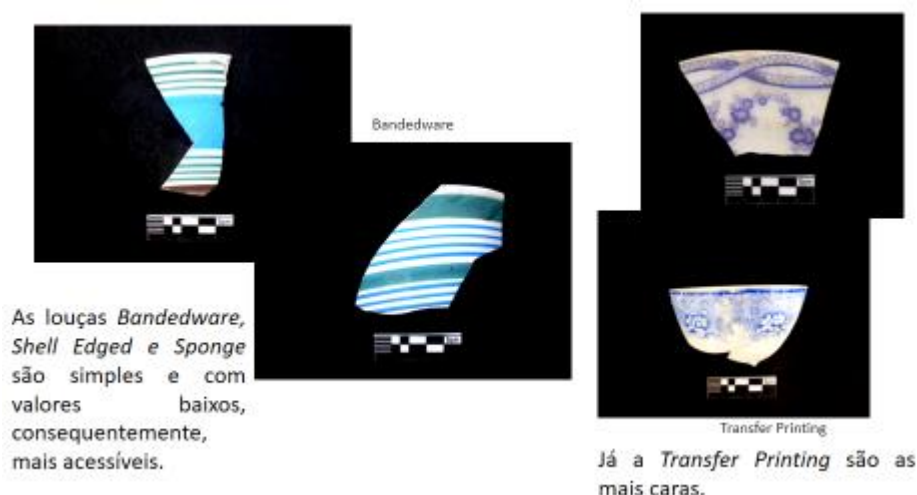 Bandedware
As louças Bandedware,
Shell Edged e Sponge
são simples e com
valores baixos,
consequentemente,
mais acessíveis.
Transfer Printing
Já a Transfer Printing são as
mais caras.